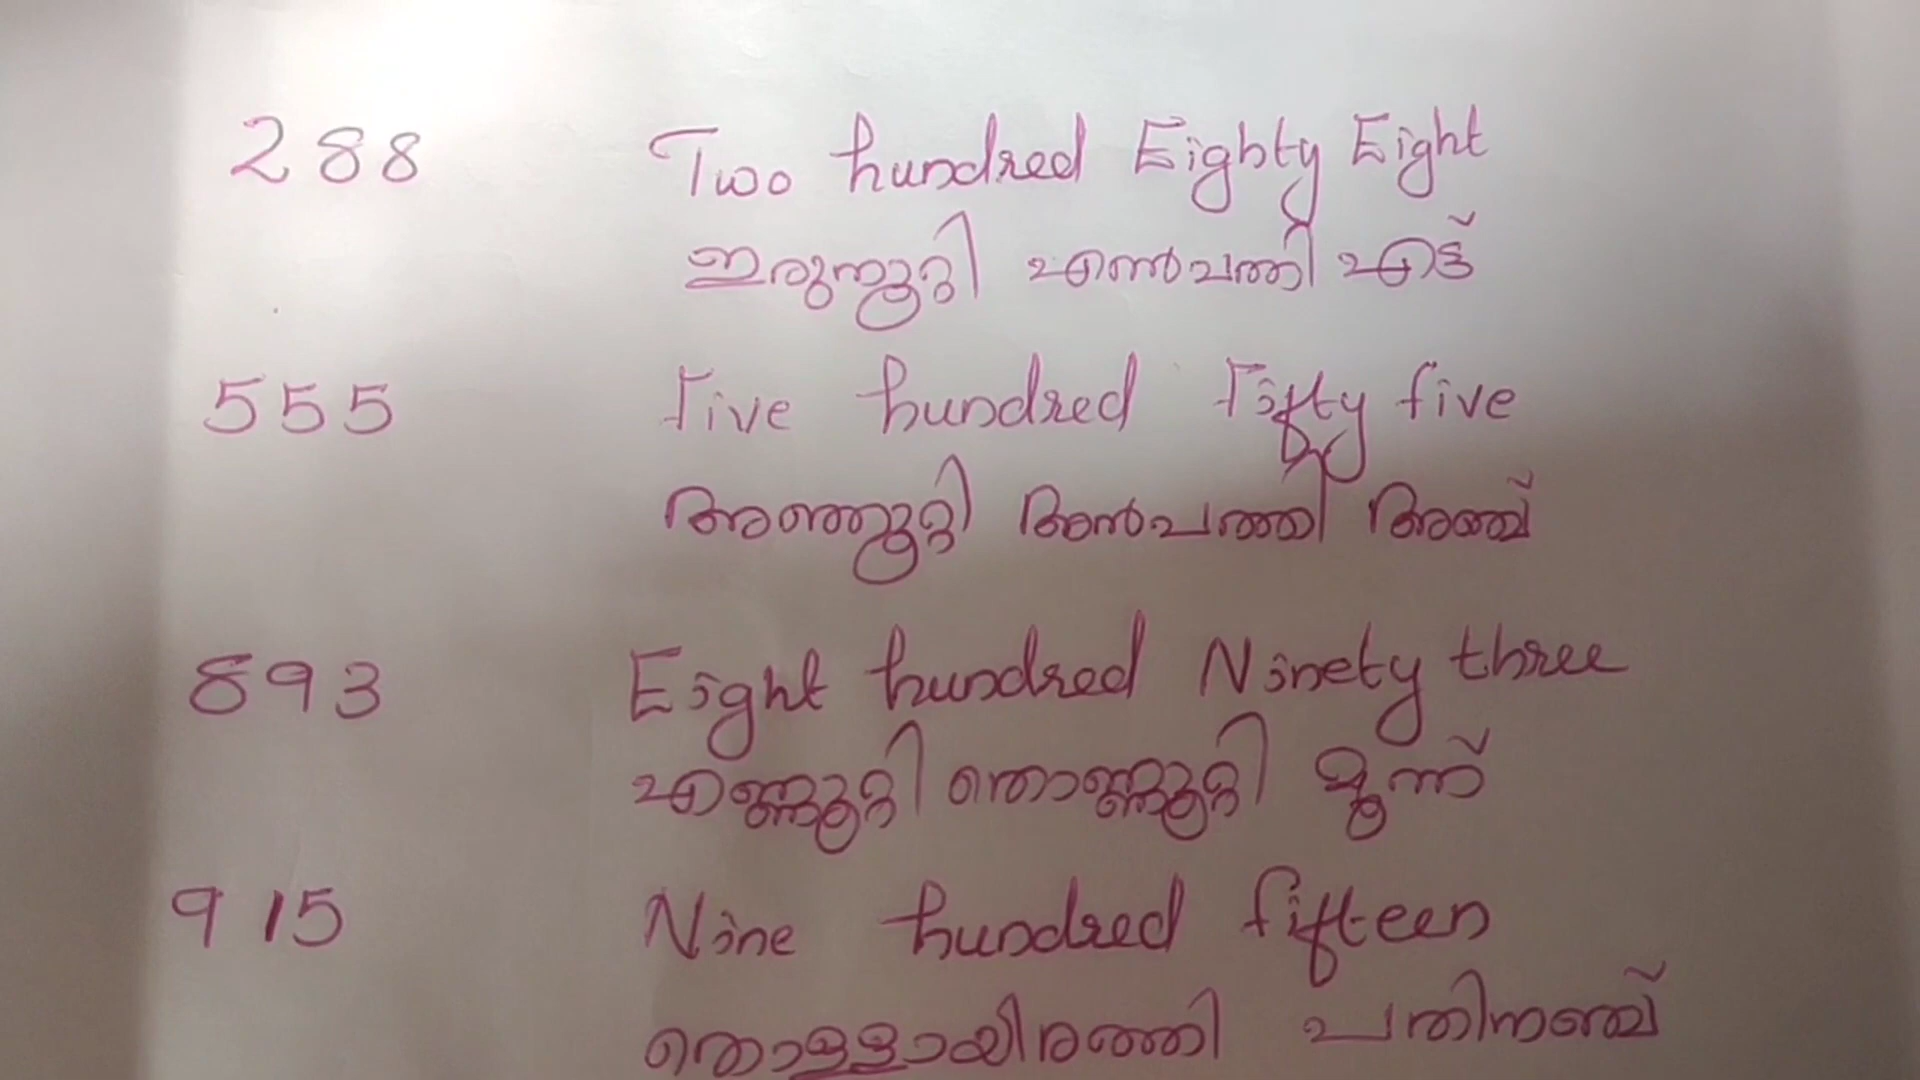 288 Two hundred Eighty Eight
ഇരുന്നൂറ്റി എൺപത്തി എട്ട്
555 Five hundred Fifty five
അഞ്ഞൂറ്റി അൻപത്തി അഞ്ച്
893 Eight hundred Ninety three
എണ്ണൂറ്റി തൊണ്ണൂറ്റി മൂന്ന്
915 Nine hundred fifteen
തൊള്ളായിരത്തി പതിനഞ്ച്